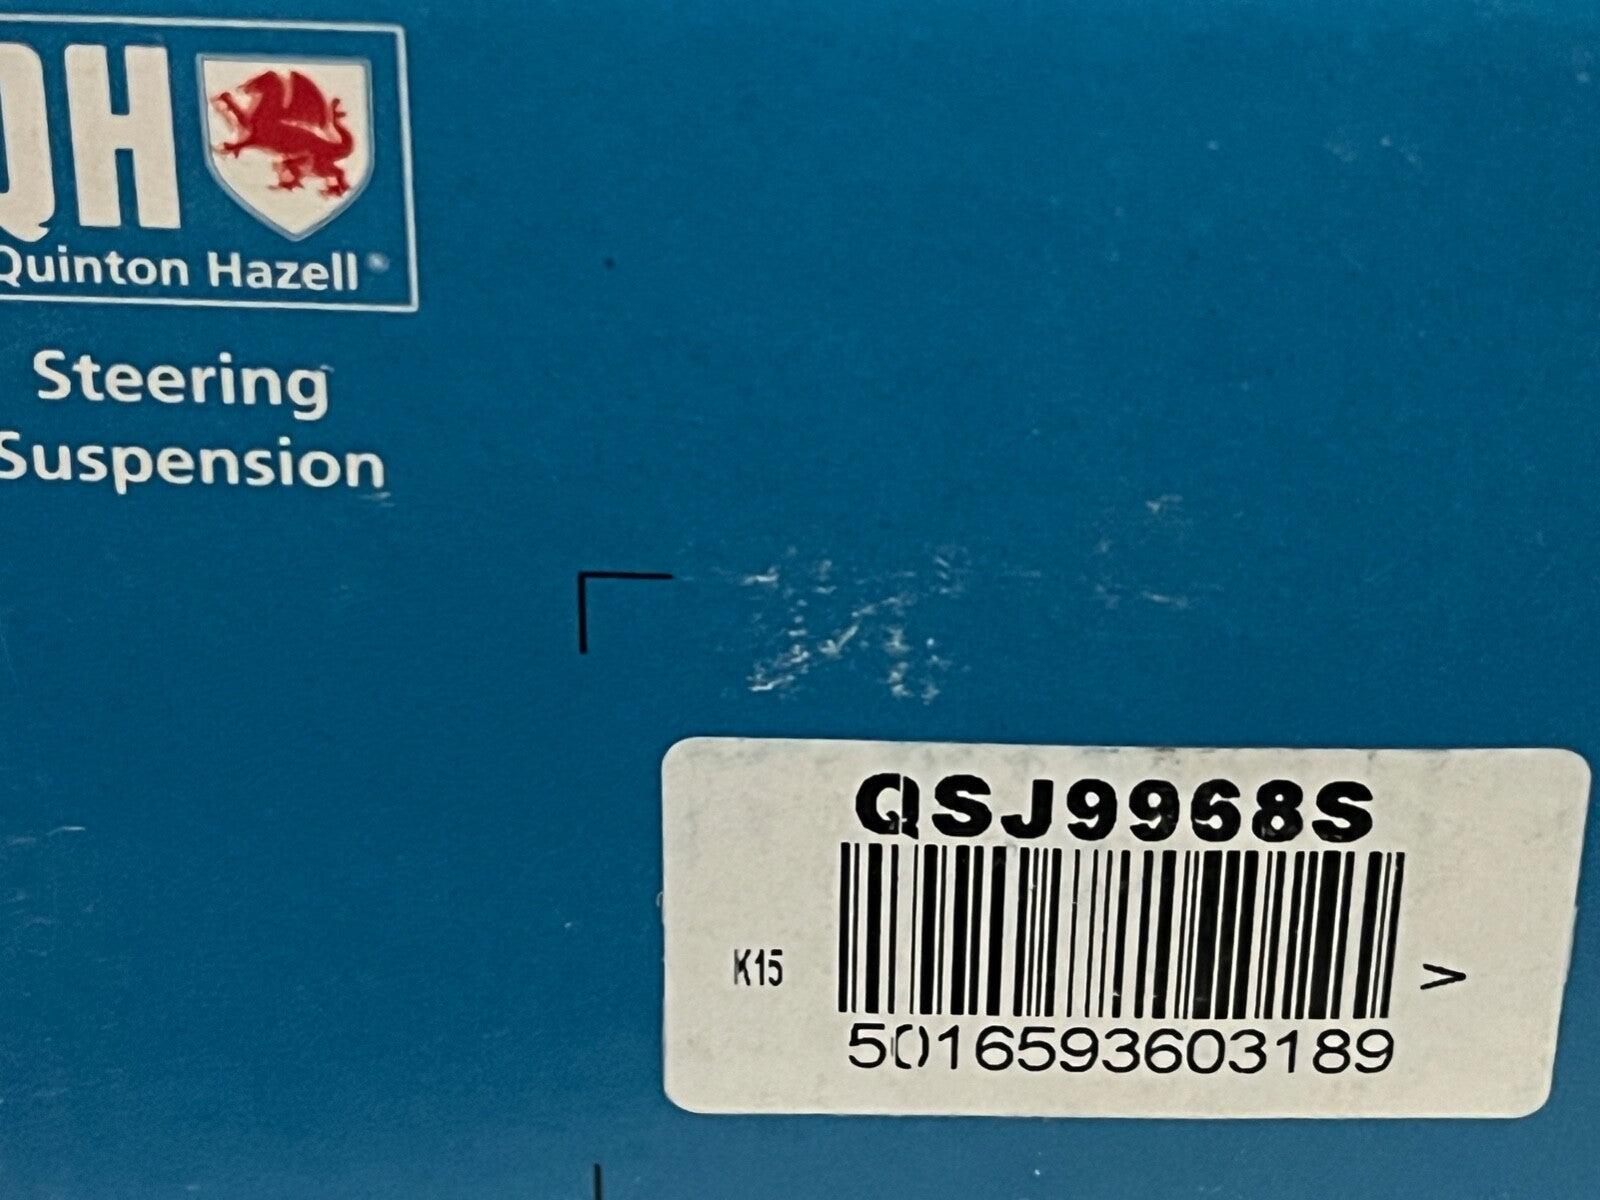 QH
Quinton Hazell
Steering
Suspension
QSJ9968S
K15
>
5016593603189